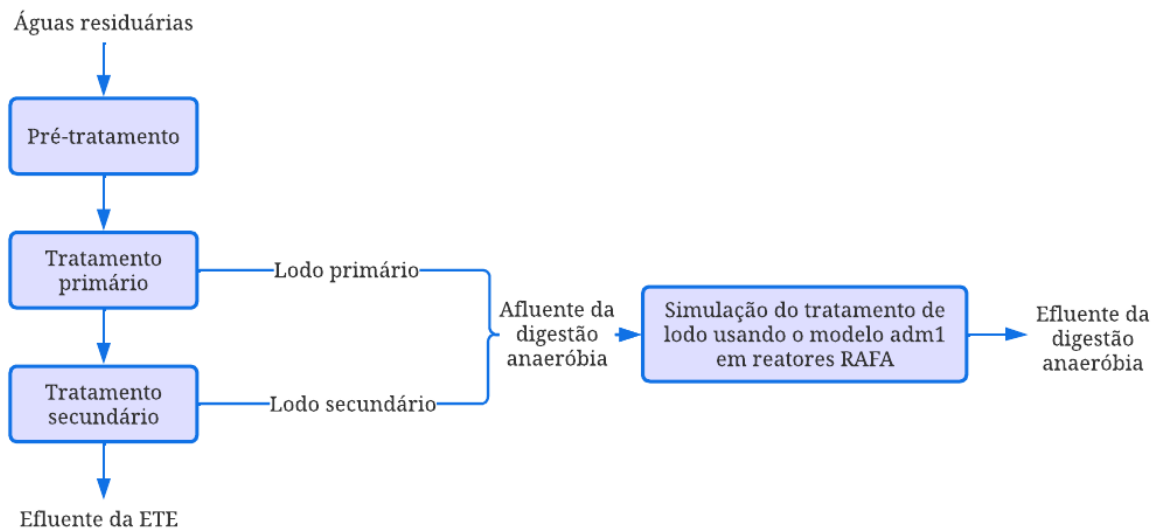 Águas residuárias
Pré-tratamento
Tratamento
primário
Lodo primário
Tratamento
secundário
Lodo secundário
Efluente da ETE
Afluente da
digestão
anaeróbia
Simulação do tratamento de
lodo usando o modelo adm1
em reatores RAFA
Efluente da
digestão
anaeróbia